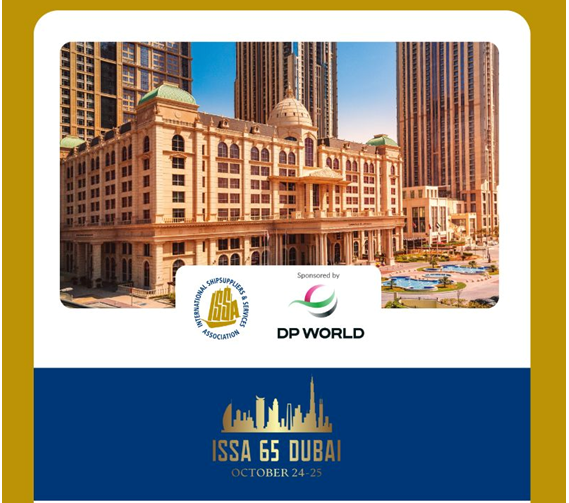 Sponsored by
INTERNATIONAL SHIPSUPPLIERS & SERVICES ASSOCIATION
ISSA
DP WORLD
ISSA 65 DUBAI
OCTOBER 24-25